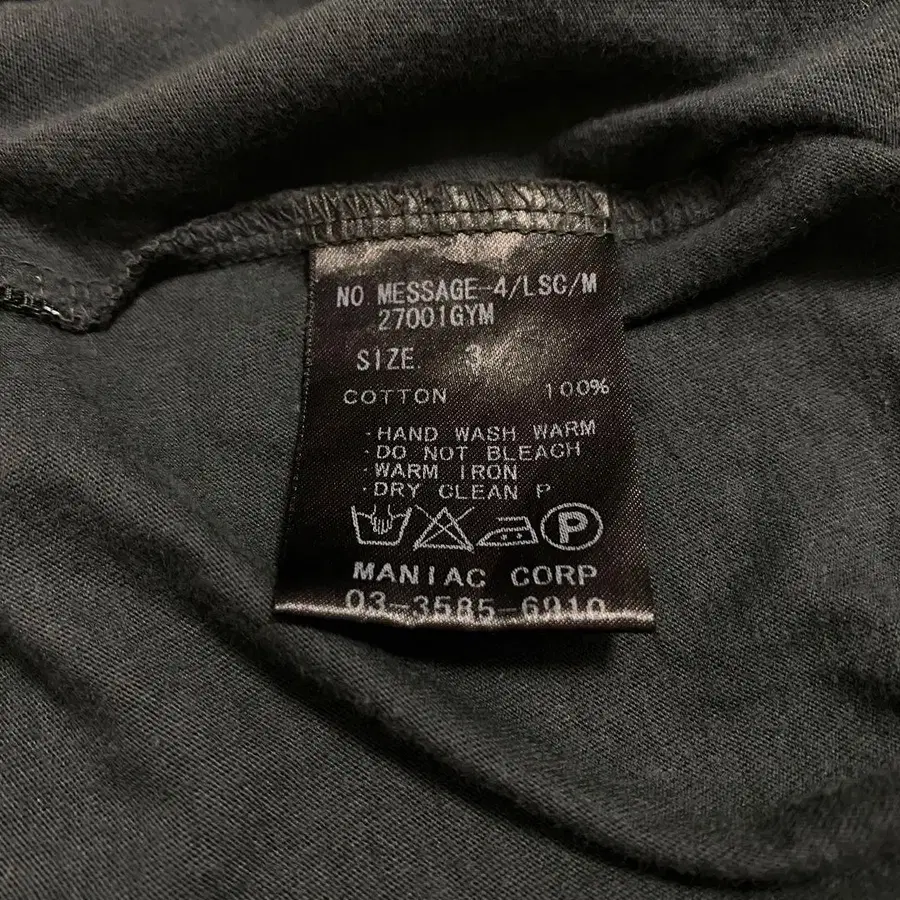 NO. MESSAGE-4/LSC/M
27001GYM
SIZE. 3
COTTON 100%
·HAND WASH WARM
·DO NOT BLEACH
·WARM IRON
·DRY CLEAN P
P
MANIAC CORP
03-3585-6910